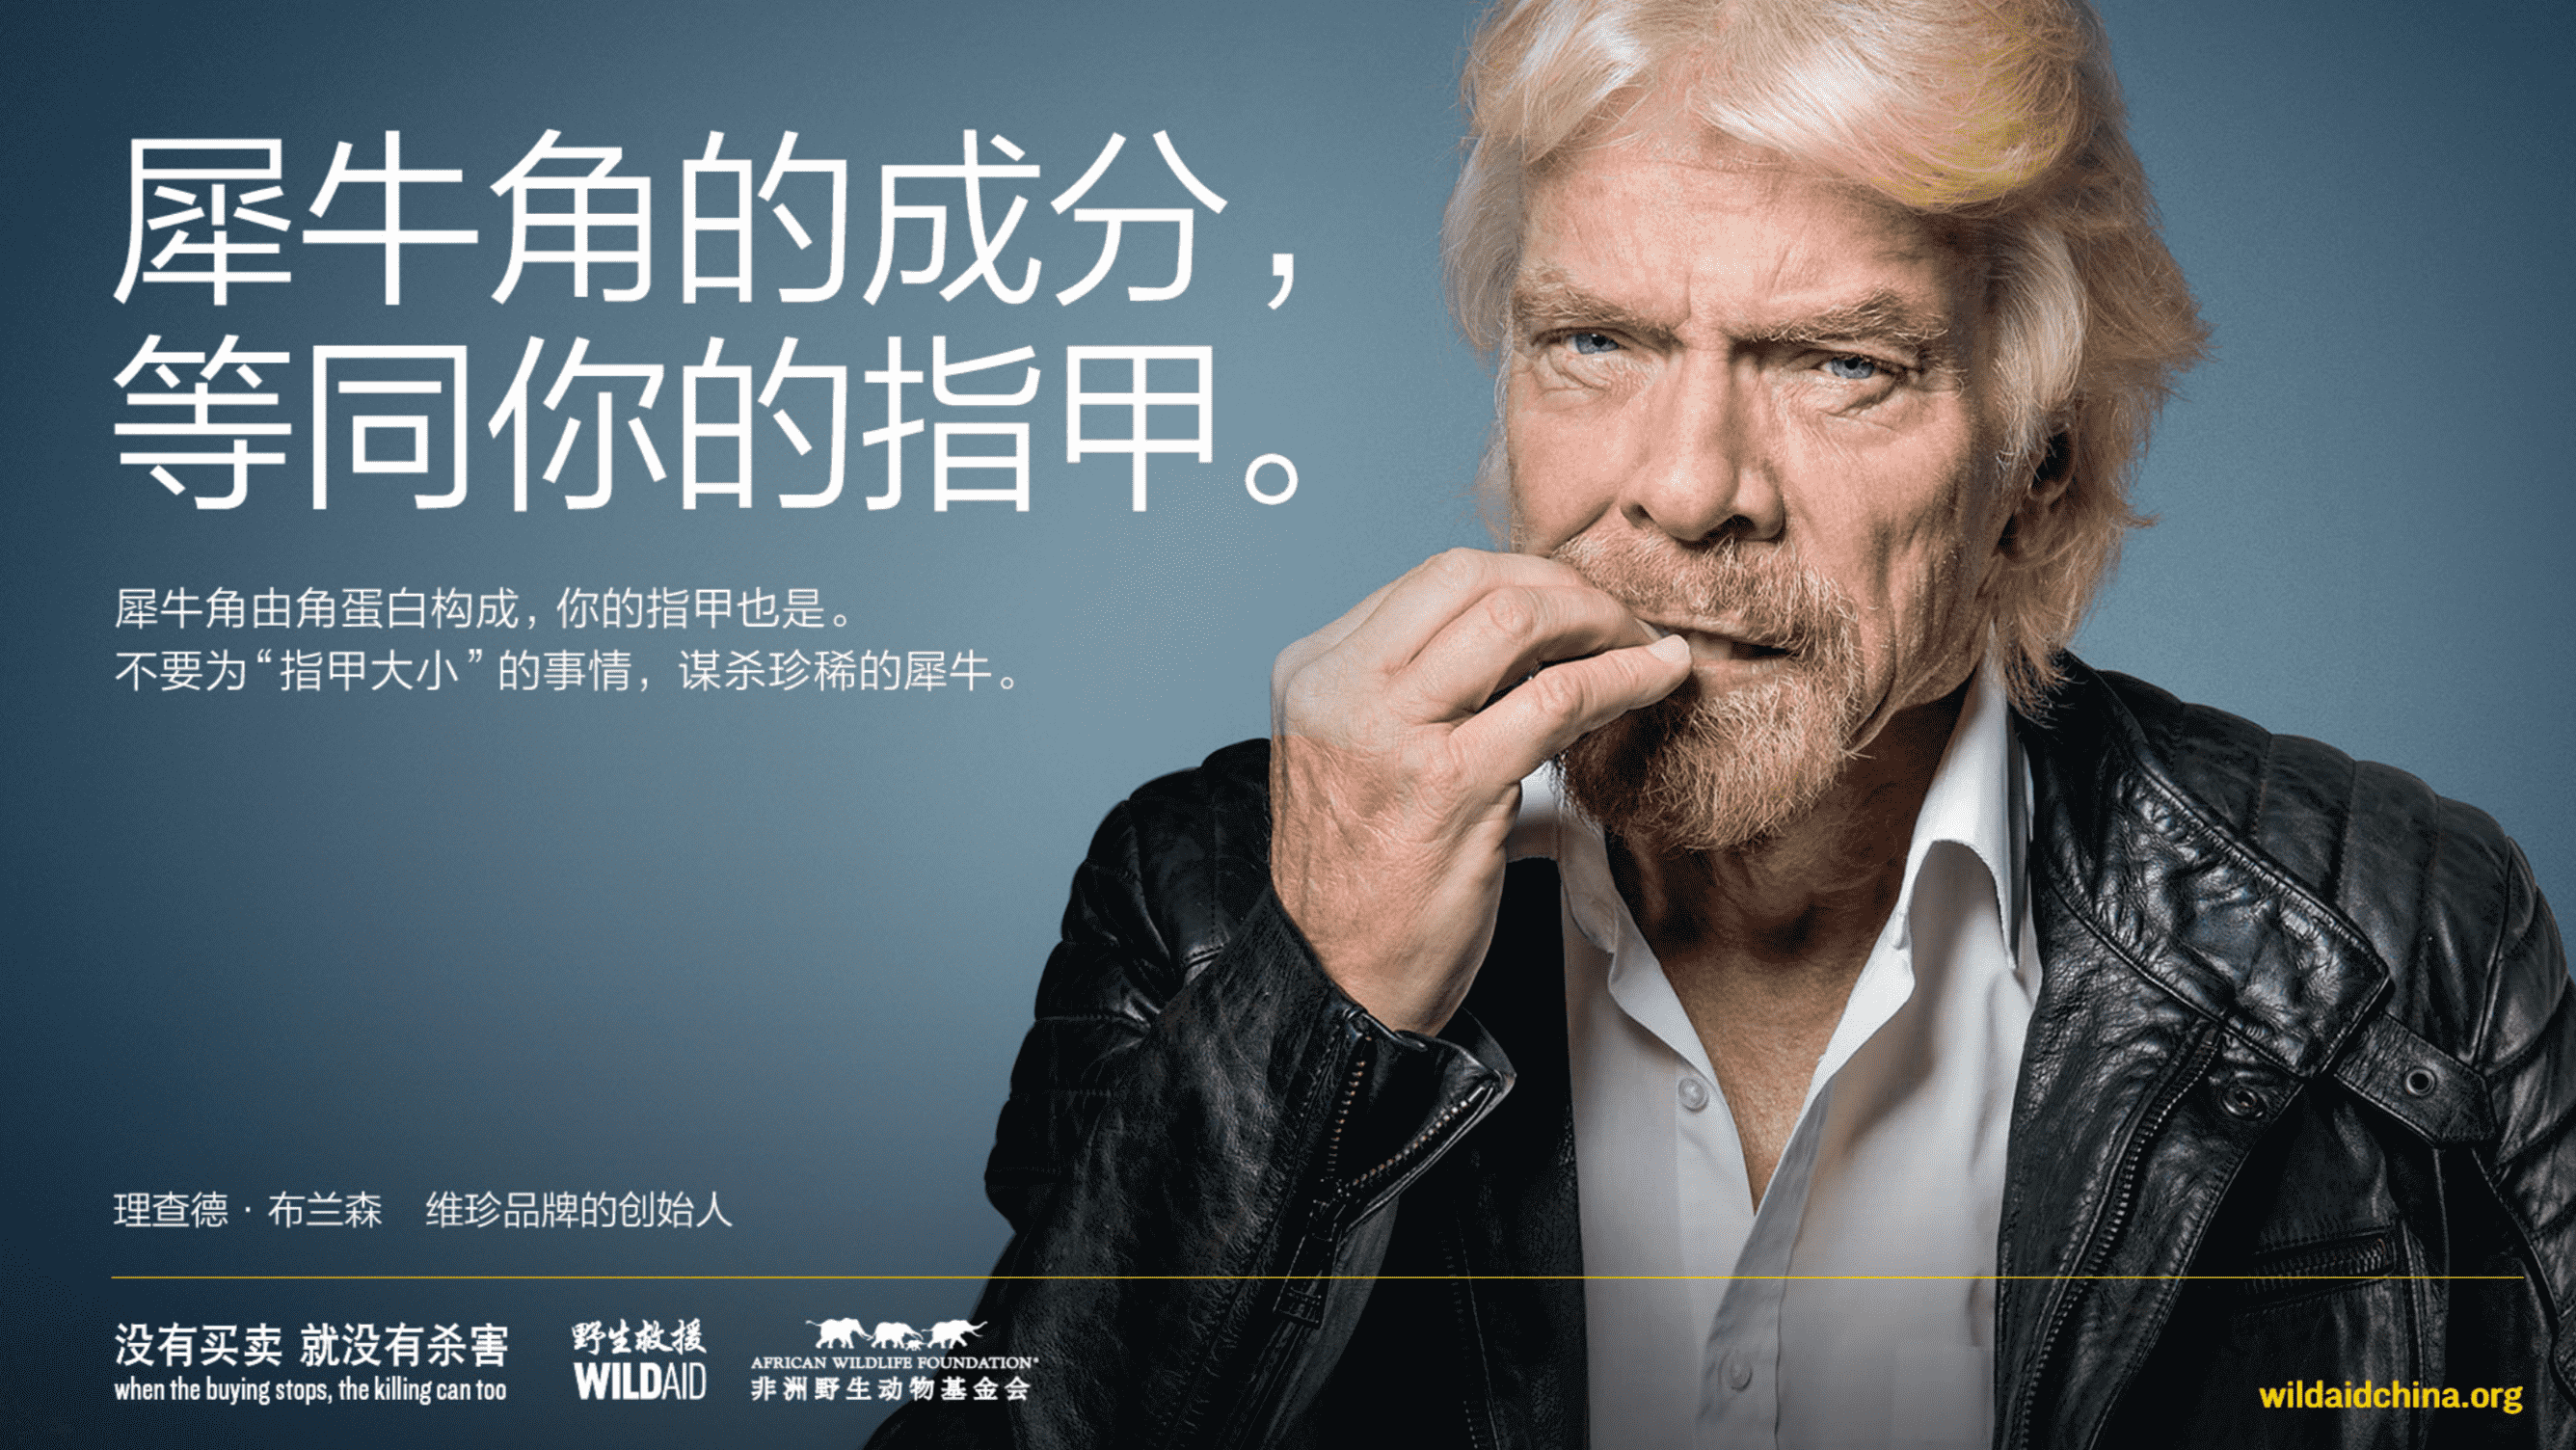 犀牛角的成分，
等同你的指甲。
犀牛角由角蛋白构成，你的指甲也是。
不要为“指甲大小”的事情，谋杀珍稀的犀牛。
理查德·布兰森 维珍品牌的创始人
没有买卖 就没有杀害
when the buying stops, the killing can too
野生救援
WILDAID
AFRICAN WILDLIFE FOUNDATION®
非洲野生动物基金会
wildaidchina.org